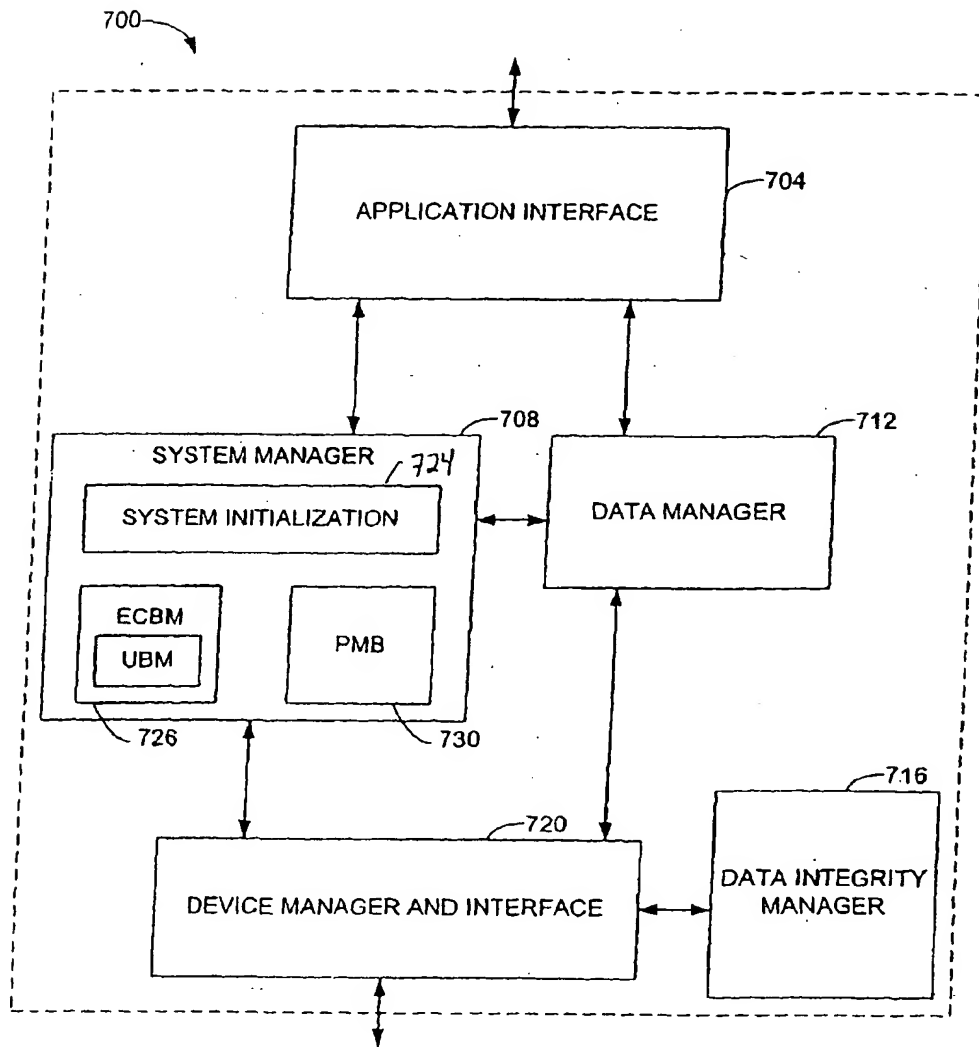 700
APPLICATION INTERFACE
704
708
712
SYSTEM MANAGER
724
SYSTEM INITIALIZATION
DATA MANAGER
ECBM
UBM
PMB
726
730
716
720
DEVICE MANAGER AND INTERFACE
DATA INTEGRITY
MANAGER